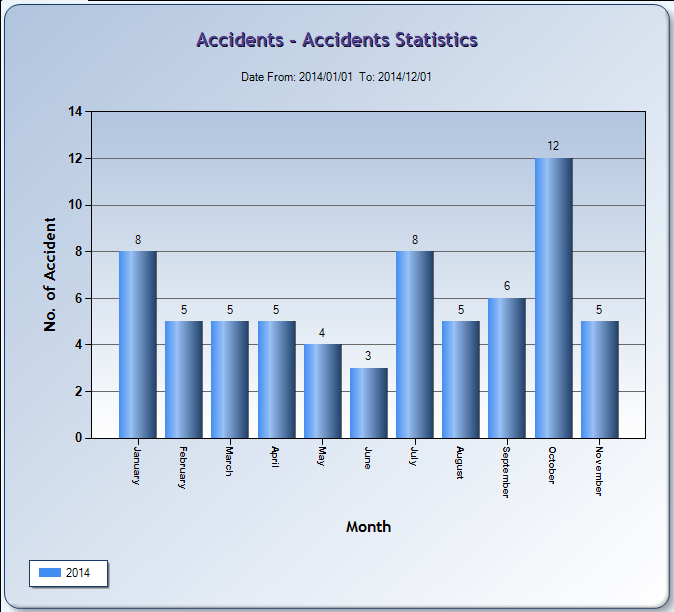 Accidents - Accidents Statistics
Date From: 2014/01/01 To: 2014/12/01
14
12
10
8
6
4
2
0
No. of Accident
8
5
5
5
4
3
8
5
6
12
5
January
February
March
April
May
June
July
August
September
October
November
Month
2014